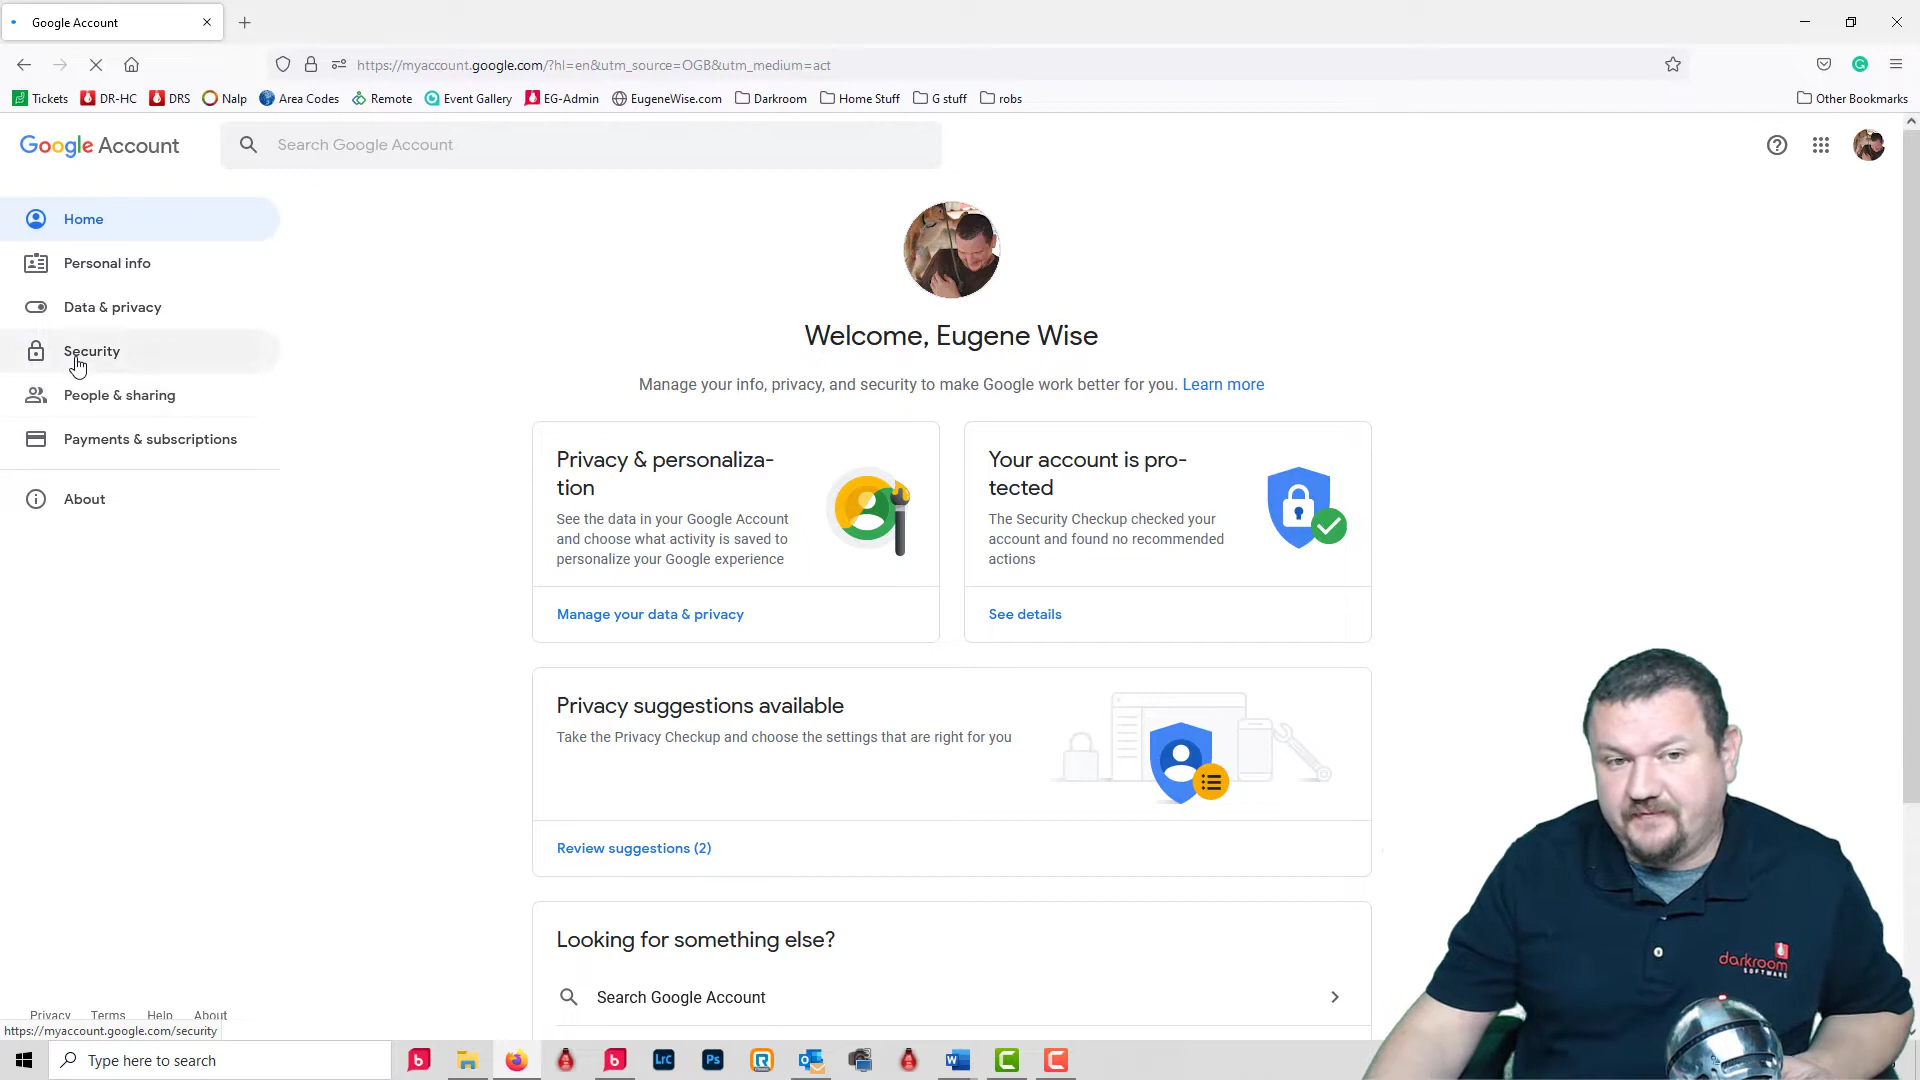 Google Account
https://myaccount.google.com/?hl=en&utm_source=OGB&utm_medium=act
Tickets DR-HC DRS Nalp Area Codes Remote Event Gallery EG-Admin EugeneWise.com Darkroom Home Stuff G stuff robs Other Bookmarks
Google Account
Search Google Account
Home
Personal info
Data & privacy
Security
People & sharing
Payments & subscriptions
About
Welcome, Eugene Wise
Manage your info, privacy, and security to make Google work better for you. Learn more
Privacy & personaliza-
tion
See the data in your Google Account
and choose what activity is saved to
personalize your Google experience
Manage your data & privacy
Your account is pro-
tected
The Security Checkup checked your
account and found no recommended
actions
See details
Privacy suggestions available
Take the Privacy Checkup and choose the settings that are right for you
Review suggestions (2)
Looking for something else?
Search Google Account
darkroom
SOFTWARE
Privacy Terms Help About
https://myaccount.google.com/security
Type here to search
b
b
Lrc
Ps